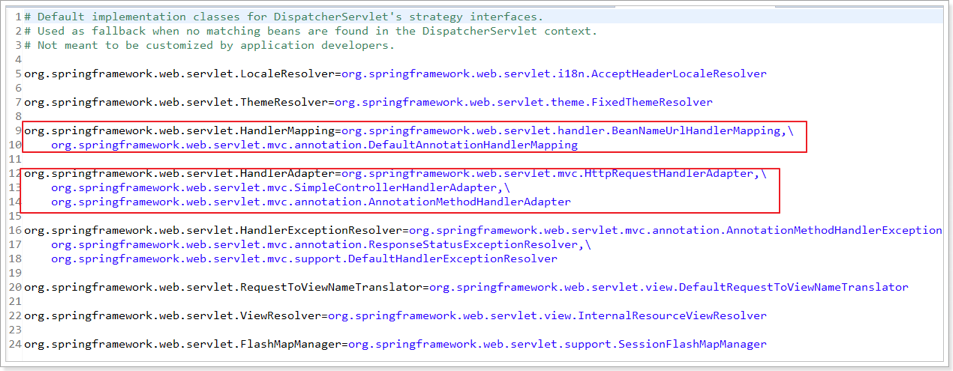 1 # Default implementation classes for DispatcherServlet's strategy interfaces.
2 # Used as fallback when no matching beans are found in the DispatcherServlet context.
3 # Not meant to be customized by application developers.
4
5 org.springframework.web.servlet.LocaleResolver=org.springframework.web.servlet.i18n.AcceptHeaderLocaleResolver
6
7 org.springframework.web.servlet.ThemeResolver=org.springframework.web.servlet.theme.FixedThemeResolver
8
9 org.springframework.web.servlet.HandlerMapping=org.springframework.web.servlet.handler.BeanNameUrlHandlerMapping,\
10     org.springframework.web.servlet.mvc.annotation.DefaultAnnotationHandlerMapping
11
12 org.springframework.web.servlet.HandlerAdapter=org.springframework.web.servlet.mvc.HttpRequestHandlerAdapter,\
13     org.springframework.web.servlet.mvc.SimpleControllerHandlerAdapter,\
14     org.springframework.web.servlet.mvc.annotation.AnnotationMethodHandlerAdapter
15
16 org.springframework.web.servlet.HandlerExceptionResolver=org.springframework.web.servlet.mvc.annotation.AnnotationMethodHandlerException
17     org.springframework.web.servlet.mvc.annotation.ResponseStatusExceptionResolver,\
18     org.springframework.web.servlet.mvc.support.DefaultHandlerExceptionResolver
19
20 org.springframework.web.servlet.RequestToViewNameTranslator=org.springframework.web.servlet.view.DefaultRequestToViewNameTranslator
21
22 org.springframework.web.servlet.ViewResolver=org.springframework.web.servlet.view.InternalResourceViewResolver
23
24 org.springframework.web.servlet.FlashMapManager=org.springframework.web.servlet.support.SessionFlashMapManager